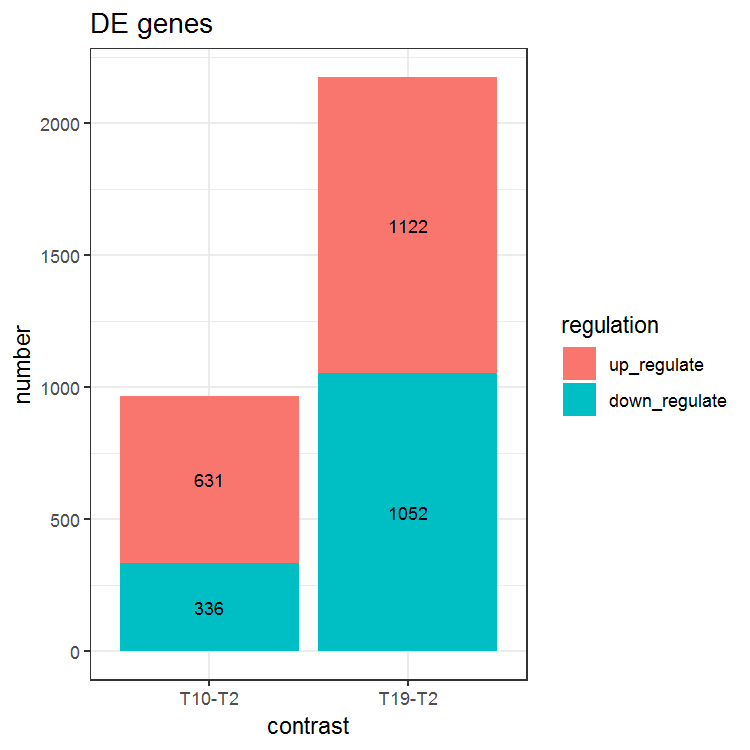 DE genes
number
2000
1500
1000
500
0
1122
631
1052
336
T10-T2
T19-T2
contrast
regulation
up_regulate
down_regulate